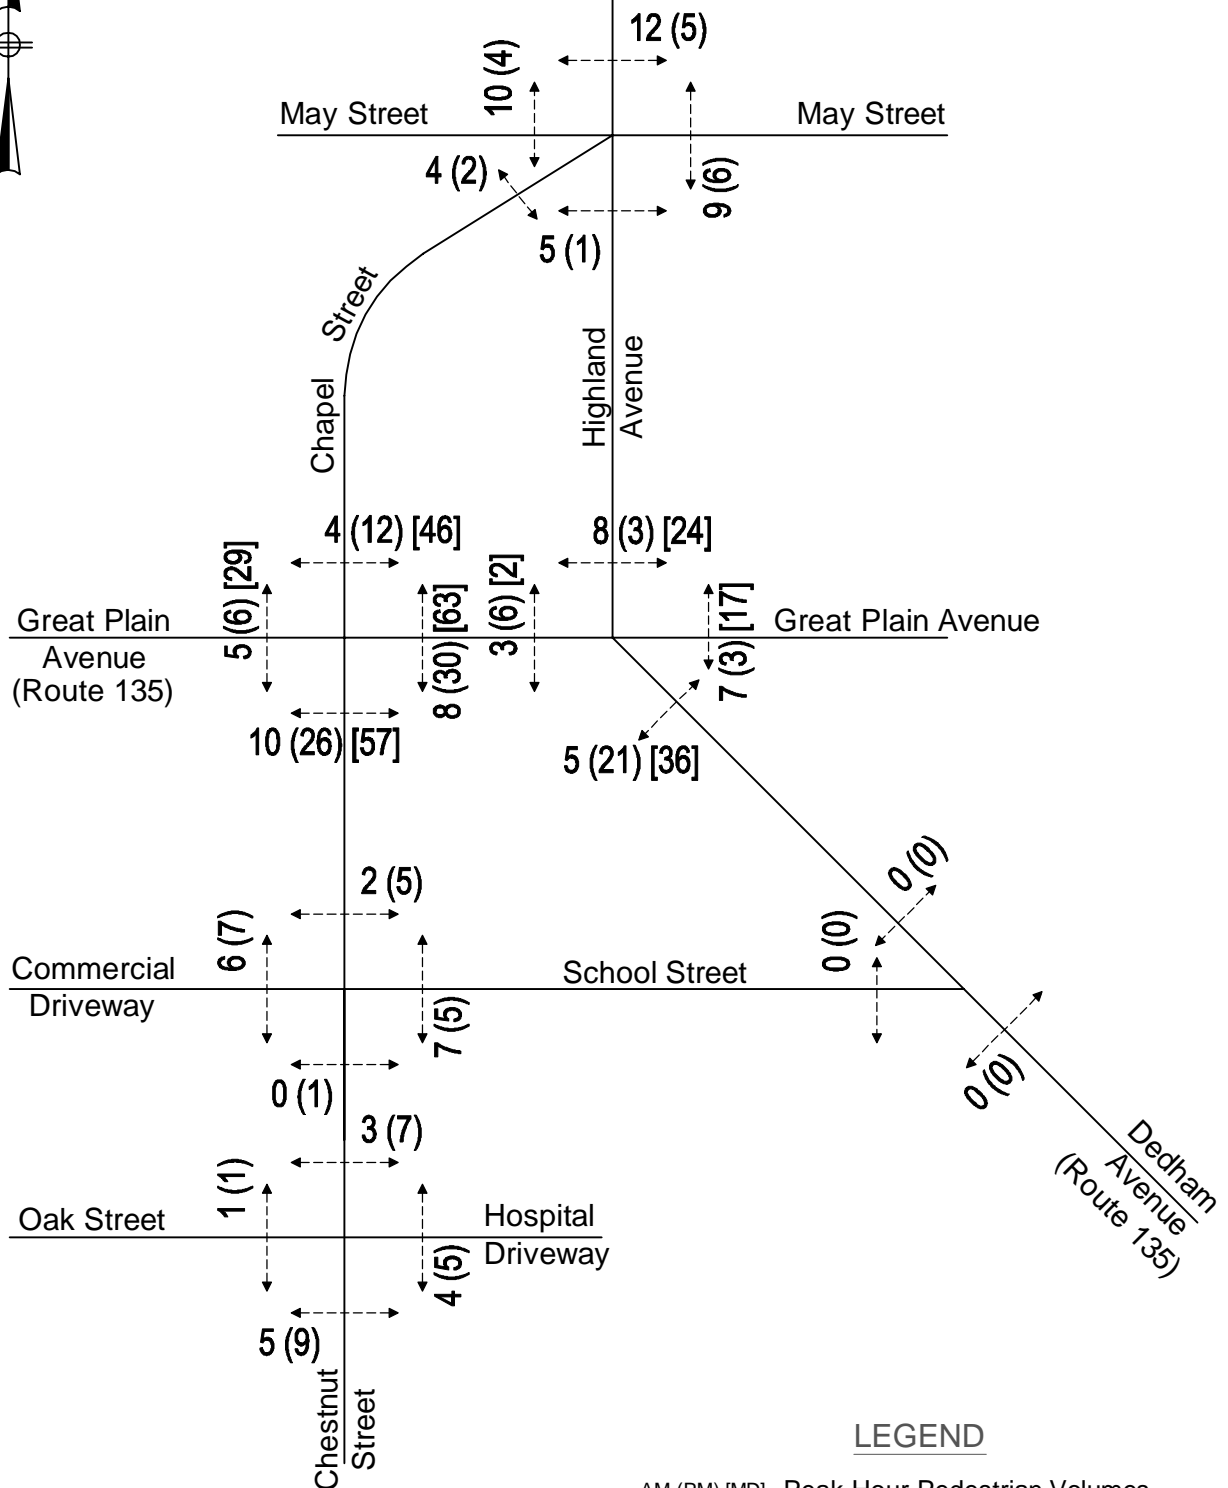 12 (5)
10 (4)
May Street
May Street
4 (2)
9 (6)
5 (1)
Street
Chapel
Highland
Avenue
4 (12) [46]
8 (3) [24]
5 (6) [29]
8 (30) [63]
3 (6) [2]
7 (3) [17]
Great Plain
Avenue
(Route 135)
Great Plain Avenue
10 (26) [57]
5 (21) [36]
2 (5)
0 (0)
6 (7)
0 (0)
Commercial
Driveway
School Street
7 (5)
0 (1)
0 (0)
3 (7)
1 (1)
Dedham
Avenue
(Route 135)
Oak Street
Hospital
Driveway
4 (5)
5 (9)
Chestnut
Street
LEGEND
AM (PM) [MD] Peak Hour Pedestrian Volumes